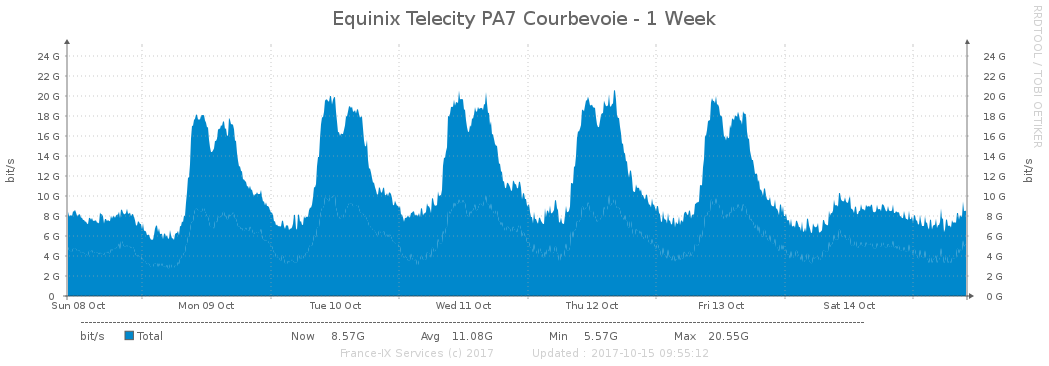 Equinix Telecity PA7 Courbevoie - 1 Week
RRDTOOL / TOBI OETIKER
bit/s
24 G 24 G
22 G 22 G
20 G 20 G
18 G 18 G
16 G 16 G
14 G 14 G
12 G 12 G
10 G 10 G
8 G 8 G
6 G 6 G
4 G 4 G
2 G 2 G
0 0 G
bit/s
Sun 08 Oct Mon 09 Oct Tue 10 Oct Wed 11 Oct Thu 12 Oct Fri 13 Oct Sat 14 Oct
bit/s Total Now 8.57G Avg 11.08G Min 5.57G Max 20.55G
France-IX Services (c) 2017 Updated : 2017-10-15 09:55:12